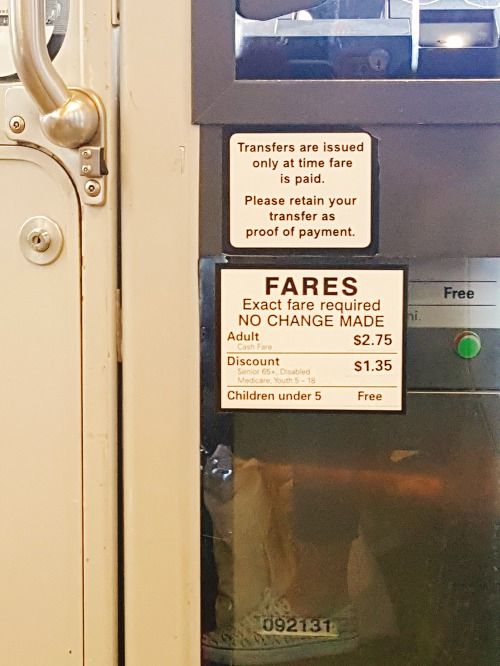 Transfers are issued
only at time fare
is paid.
Please retain your
transfer as
proof of payment.
FARES
Exact fare required
NO CHANGE MADE
Adult $2.75
Cash Fare
Discount $1.35
Senior 65+, Disabled
Medicare, Youth 5 - 18
Children under 5 Free
Free
ni.
092131